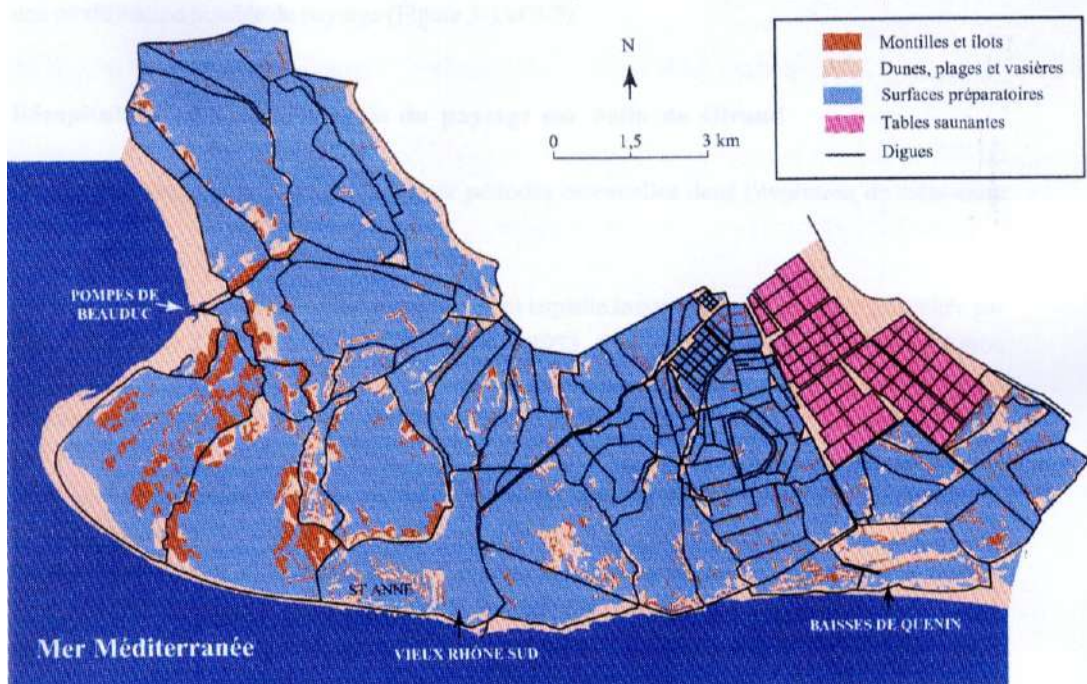 N
0 1,5 3 km
Montilles et îlots
Dunes, plages et vasières
Surfaces préparatoires
Tables saunantes
Digues
POMPES DE
BEAUDUC
ST ANNE
Mer Méditerranée
VIEUX RHÔNE SUD
BAISSES DE QUENIN